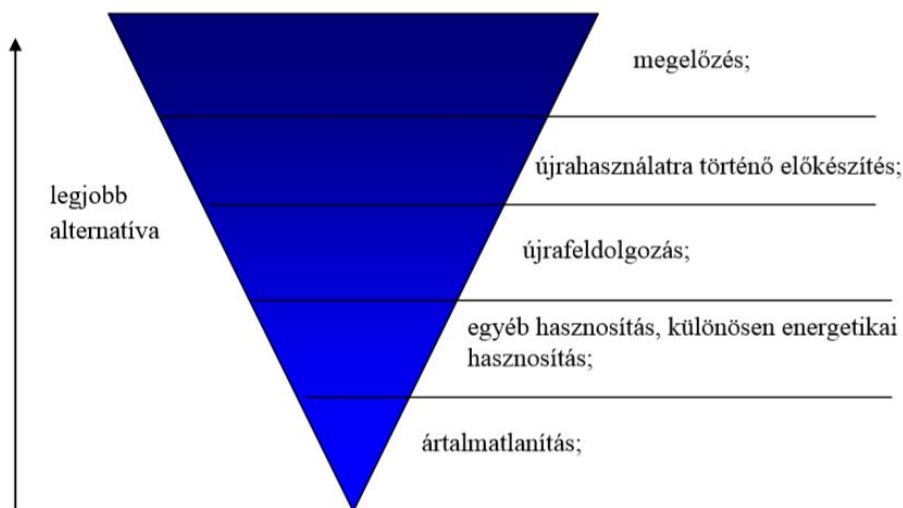 megelőzés;
újrahasználatra történő előkészítés;
legjobb
alternatíva
újrafeldolgozás;
egyéb hasznosítás, különösen energetikai
hasznosítás;
ártalmatlanítás;